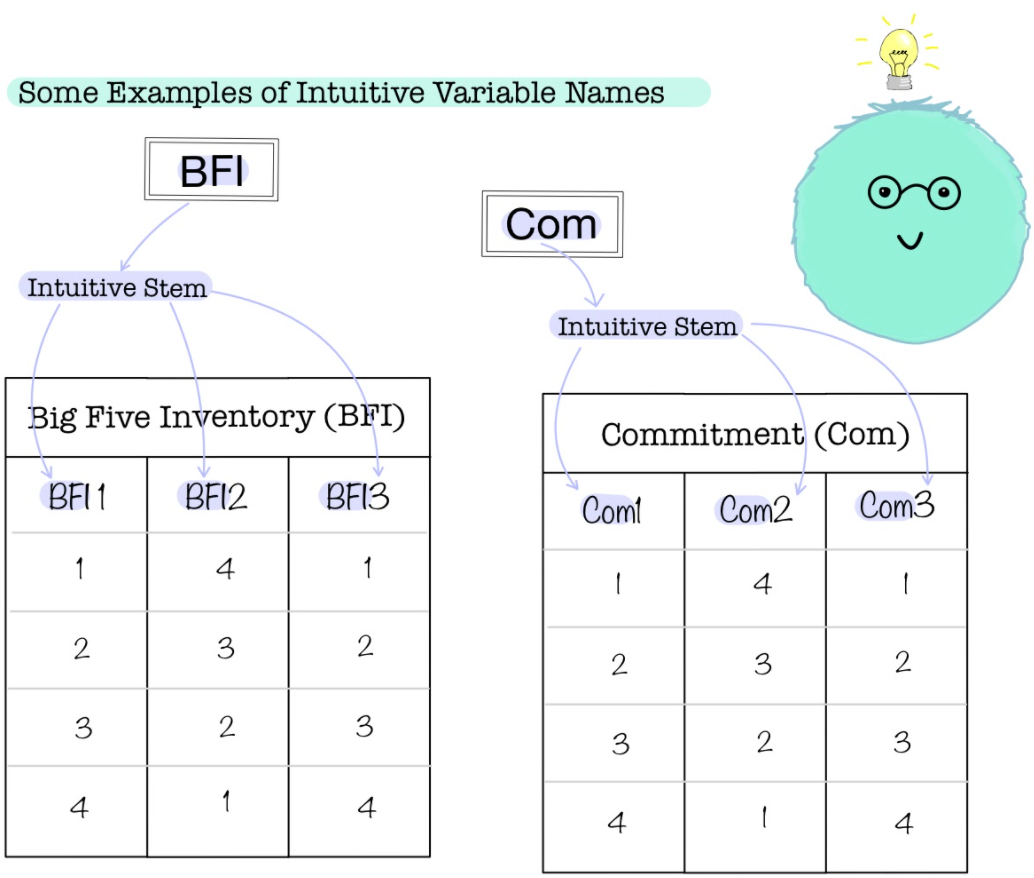 Some Examples of Intuitive Variable Names
BFI
Intuitive Stem
Big Five Inventory (BFI)
BFI1 BFI2 BFI3
1 4 1
2 3 2
3 2 3
4 1 4
Com
Intuitive Stem
Commitment (Com)
Com1 Com2 Com3
1 4 1
2 3 2
3 2 3
4 1 4